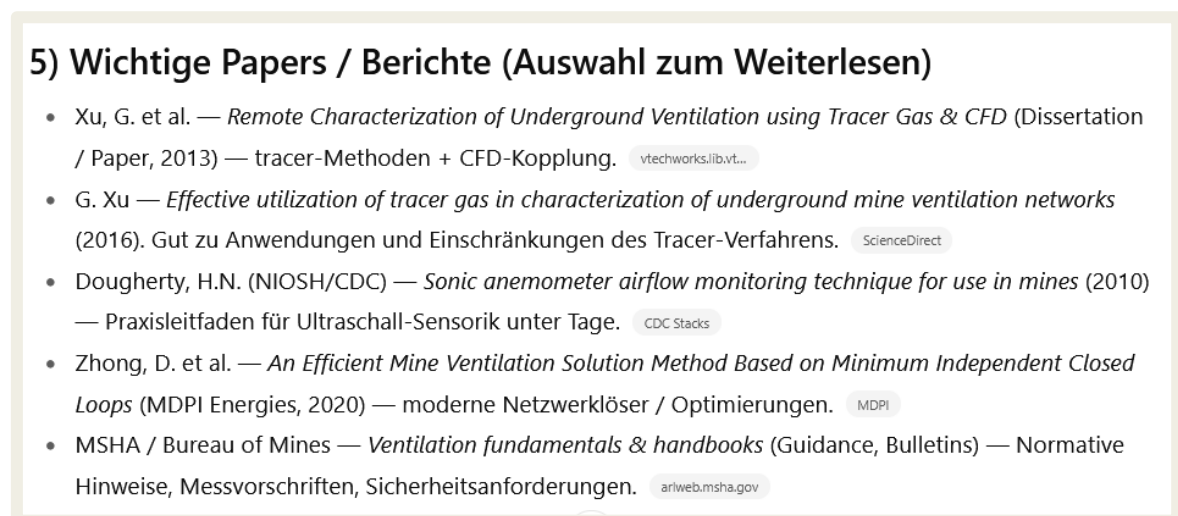 5) Wichtige Papers / Berichte (Auswahl zum Weiterlesen)
• Xu, G. et al. — Remote Characterization of Underground Ventilation using Tracer Gas & CFD (Dissertation
/ Paper, 2013) — tracer-Methoden + CFD-Kopplung. vtechworks.lib.vt...
• G. Xu — Effective utilization of tracer gas in characterization of underground mine ventilation networks
(2016). Gut zu Anwendungen und Einschränkungen des Tracer-Verfahrens. ScienceDirect
• Dougherty, H.N. (NIOSH/CDC) — Sonic anemometer airflow monitoring technique for use in mines (2010)
— Praxisleitfaden für Ultraschall-Sensorik unter Tage. CDC Stacks
• Zhong, D. et al. — An Efficient Mine Ventilation Solution Method Based on Minimum Independent Closed
Loops (MDPI Energies, 2020) — moderne Netzwerklöser / Optimierungen. MDPI
• MSHA / Bureau of Mines — Ventilation fundamentals & handbooks (Guidance, Bulletins) — Normative
Hinweise, Messvorschriften, Sicherheitsanforderungen. arlweb.msha.gov